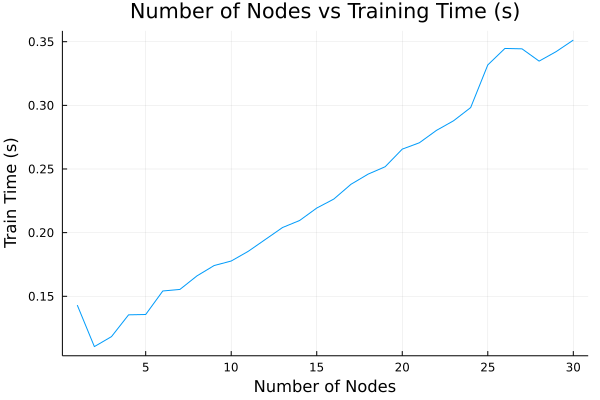 Number of Nodes vs Training Time (s)
Train Time (s)
0.35
0.30
0.25
0.20
0.15
5 10 15 20 25 30
Number of Nodes